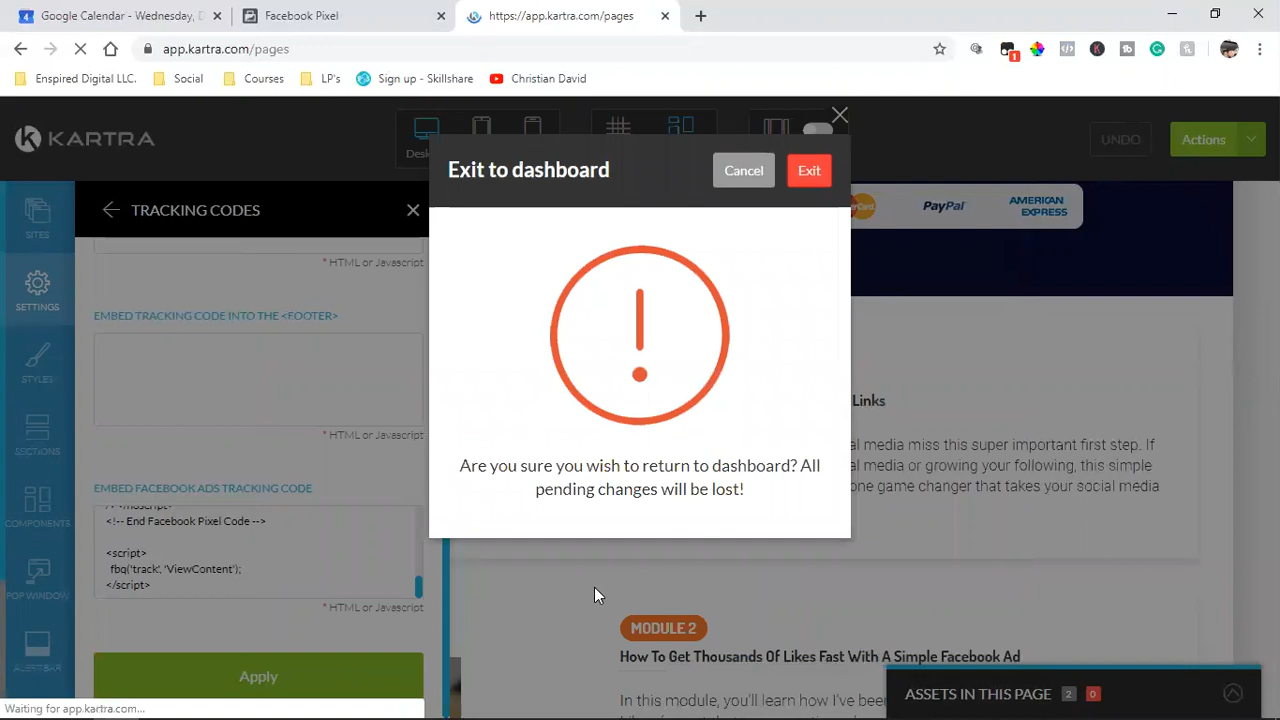 Google Calendar - Wednesday, D
Facebook Pixel
https://app.kartra.com/pages
app.kartra.com/pages
1
Enspired Digital LLC.
Social
Courses
LP's
Sign up - Skillshare
Christian David
KARTRA
Desk
UNDO
Actions
Exit to dashboard
Cancel
Exit
Are you sure you wish to return to dashboard? All
pending changes will be lost!
SITES
SETTINGS
STYLES
SECTIONS
COMPONENTS
POP WINDOW
ALERT BAR
TRACKING CODES
* HTML or Javascript
EMBED TRACKING CODE INTO THE <FOOTER>
* HTML or Javascript
EMBED FACEBOOK ADS TRACKING CODE
/></noscript>
<!-- End Facebook Pixel Code -->
<script>
fbq('track', 'ViewContent');
</script>
* HTML or Javascript
Apply
PayPal
AMERICAN
EXPRESS
Links
al media miss this super important first step. If
al media or growing your following, this simple
one game changer that takes your social media
MODULE 2
How To Get Thousands Of Likes Fast With A Simple Facebook Ad
In this module, you'll learn how I've been
ASSETS IN THIS PAGE 2 0
Waiting for app.kartra.com...